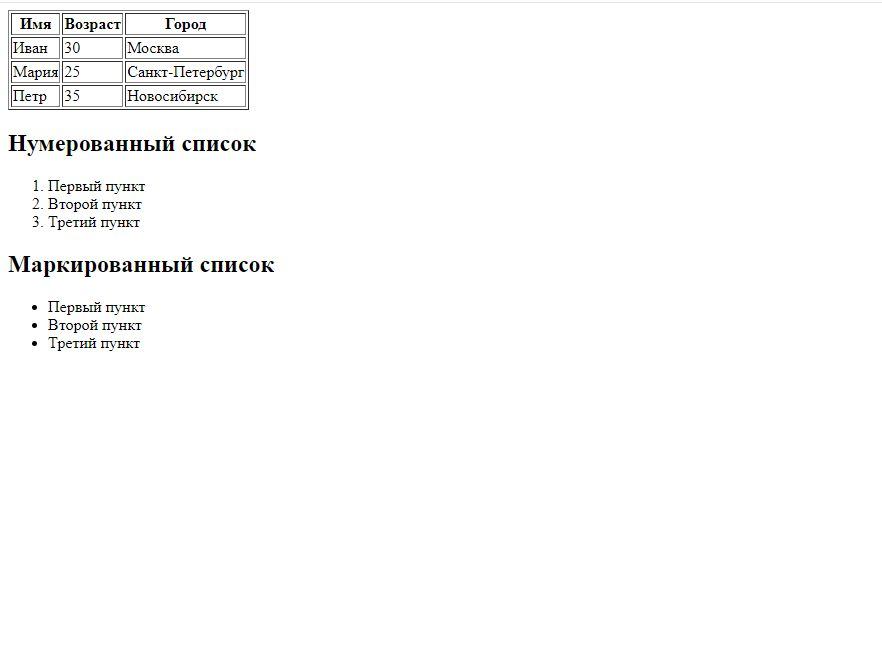 Имя Возраст Город
Иван 30 Москва
Мария 25 Санкт-Петербург
Петр 35 Новосибирск
Нумерованный список
1. Первый пункт
2. Второй пункт
3. Третий пункт
Маркированный список
• Первый пункт
• Второй пункт
• Третий пункт